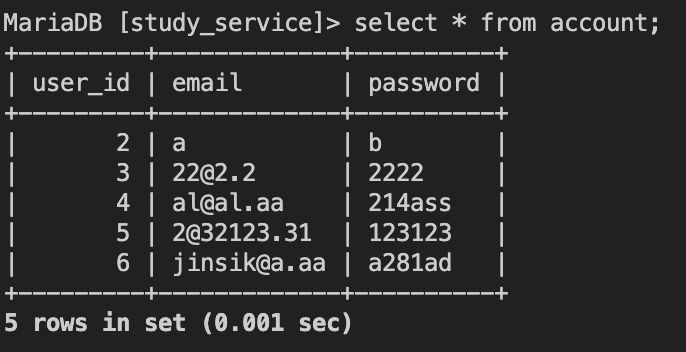 MariaDB [study_service]> select * from account;
+---------+-------------+----------+
| user_id | email       | password |
+---------+-------------+----------+
|       2 | a           | b        |
|       3 | 22@2.2      | 2222     |
|       4 | al@al.aa    | 214ass   |
|       5 | 2@32123.31  | 123123   |
|       6 | jinsik@a.aa | a281ad   |
+---------+-------------+----------+
5 rows in set (0.001 sec)